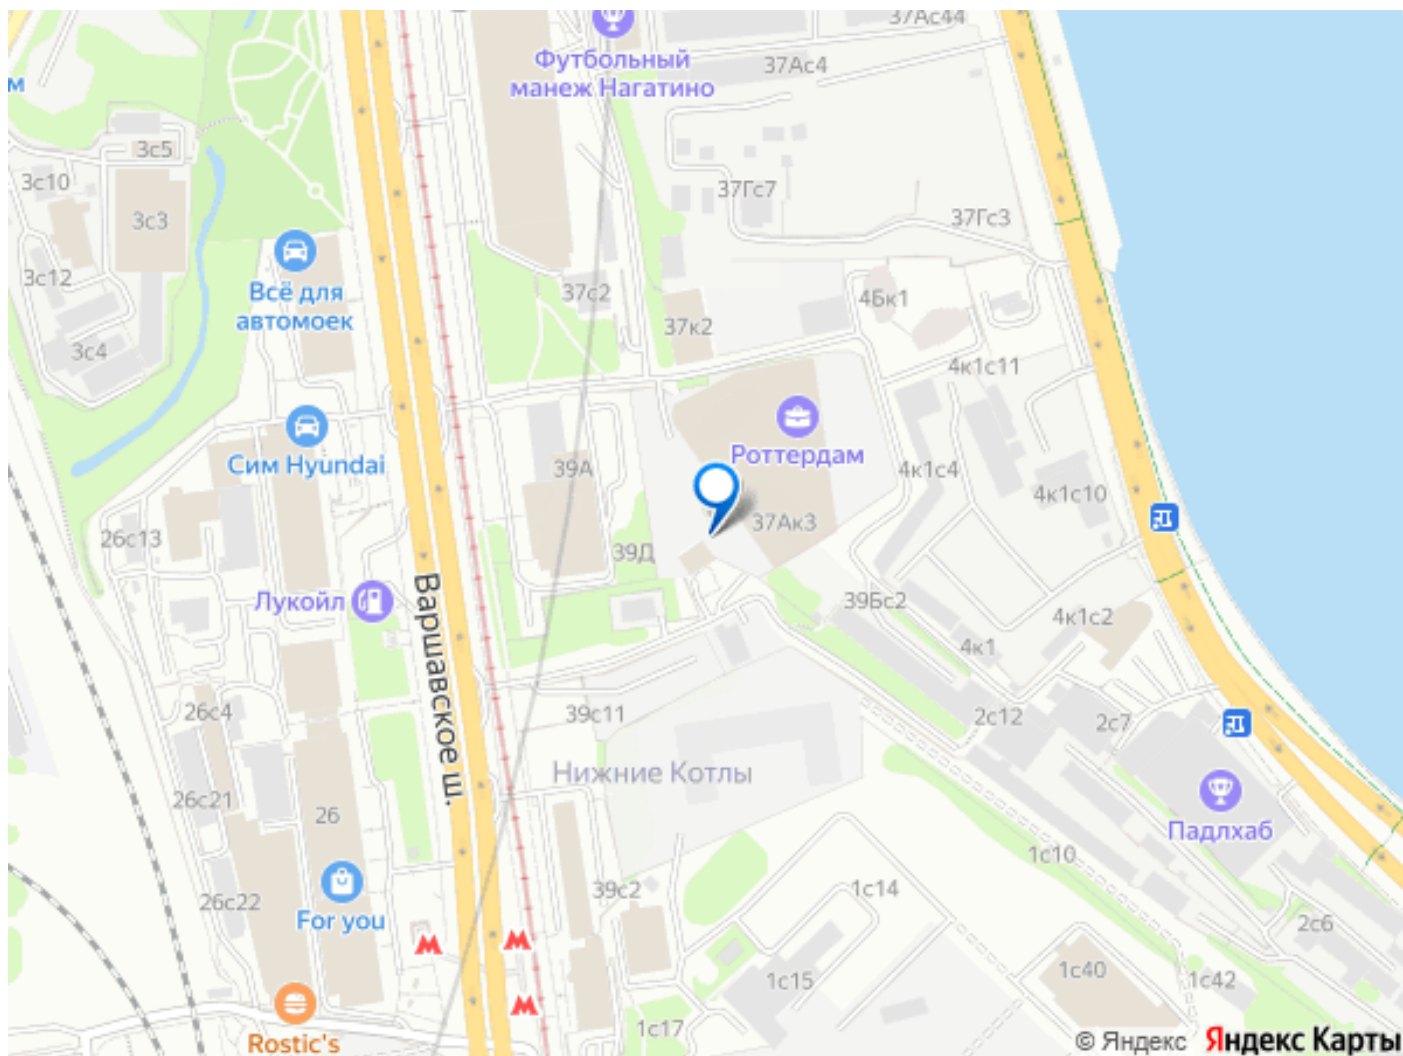 37Ас44
Футбольный
манеж Нагатино
37Ас4
м
3с5
3с10
3с3
37Гс7
37Гс3
3с12
Всё для
автомоек
37с2
4Бк1
37к2
3с4
4к1с11
Роттердам
Сим Hyundai
39А
4к1с4
4к1с10
37Ак3
26с13
39Д
Лукойл
39Бс2
4к1с2
4к1
Варшавское ш.
26с4
39с11
2с12
2с7
Нижние Котлы
26с21
26
Падлхаб
1с10
39с2
1с14
26с22
For you
2с6
1с15
1с40
1с42
1с17
Rostic's
© Яндекс Яндекс Карты